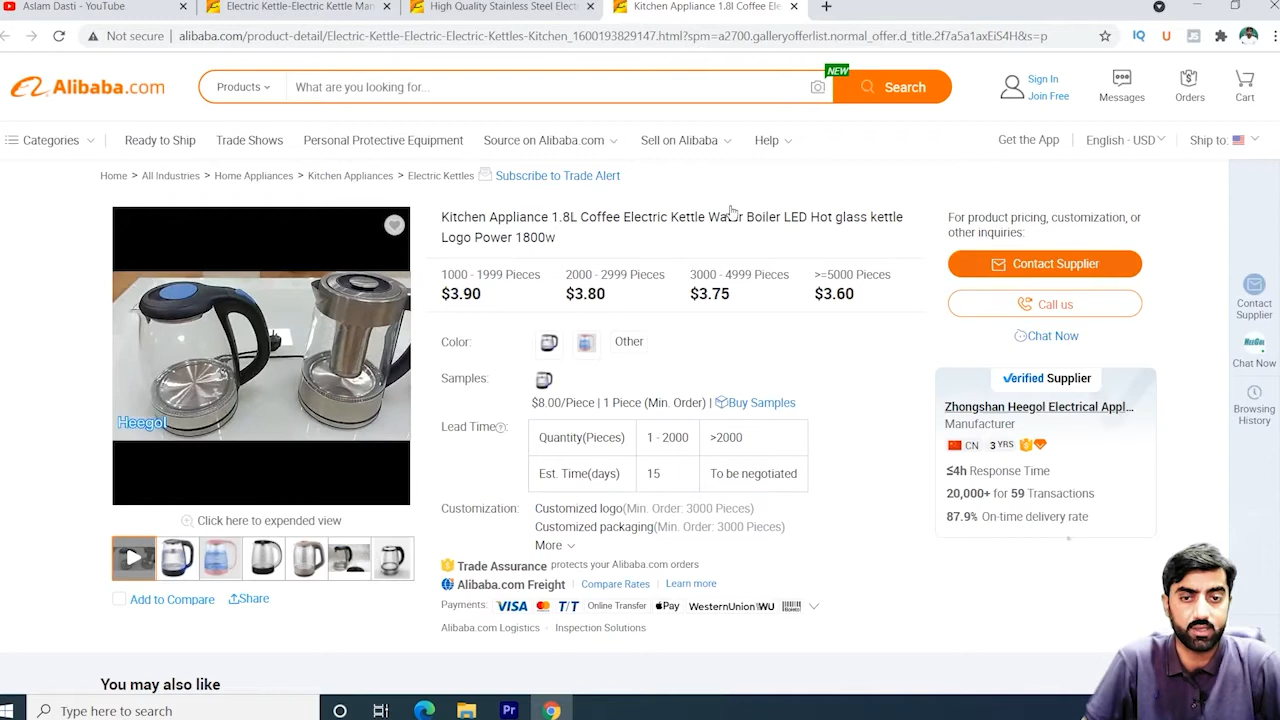 Aslam Dasti - YouTube
Electric Kettle-Electric Kettle Man
High Quality Stainless Steel Electr
Kitchen Appliance 1.8l Coffee Ele
Not secure
alibaba.com/product-detail/Electric-Kettle-Electric-Electric-Kettles-Kitchen_1600193829147.html?spm=a2700.galleryofferlist.normal_offer.d_title.2f7a5a1axEiS4H&s=p
IQ
U
JS
Alibaba.com
Products
What are you looking for...
NEW
Search
Sign In
Join Free
Messages
Orders
Cart
Categories
Ready to Ship
Trade Shows
Personal Protective Equipment
Source on Alibaba.com
Sell on Alibaba
Help
Get the App
English - USD
Ship to:
Home > All Industries > Home Appliances > Kitchen Appliances > Electric Kettles
Subscribe to Trade Alert
Kitchen Appliance 1.8L Coffee Electric Kettle Water Boiler LED Hot glass kettle
Logo Power 1800w
1000 - 1999 Pieces 2000 - 2999 Pieces 3000 - 4999 Pieces >=5000 Pieces
$3.90 $3.80 $3.75 $3.60
Color:
Other
Samples:
$8.00/Piece | 1 Piece (Min. Order) | Buy Samples
Lead Time
Quantity(Pieces) 1 - 2000 >2000
Est. Time(days) 15 To be negotiated
Customization:
Customized logo(Min. Order: 3000 Pieces)
Customized packaging(Min. Order: 3000 Pieces)
More
Trade Assurance protects your Alibaba.com orders
Alibaba.com Freight
Compare Rates
Learn more
Payments:
VISA
T/T
Online Transfer
Pay
WesternUnion WU
Alibaba.com Logistics · Inspection Solutions
Heegol
Click here to expended view
Add to Compare
Share
For product pricing, customization, or
other inquiries:
Contact Supplier
Call us
Chat Now
Verified Supplier
Zhongshan Heegol Electrical Appl...
Manufacturer
CN 3 YRS
≤4h Response Time
20,000+ for 59 Transactions
87.9% On-time delivery rate
Contact
Supplier
HEEGOL
Chat Now
Browsing
History
You may also like
Type here to search
Pr